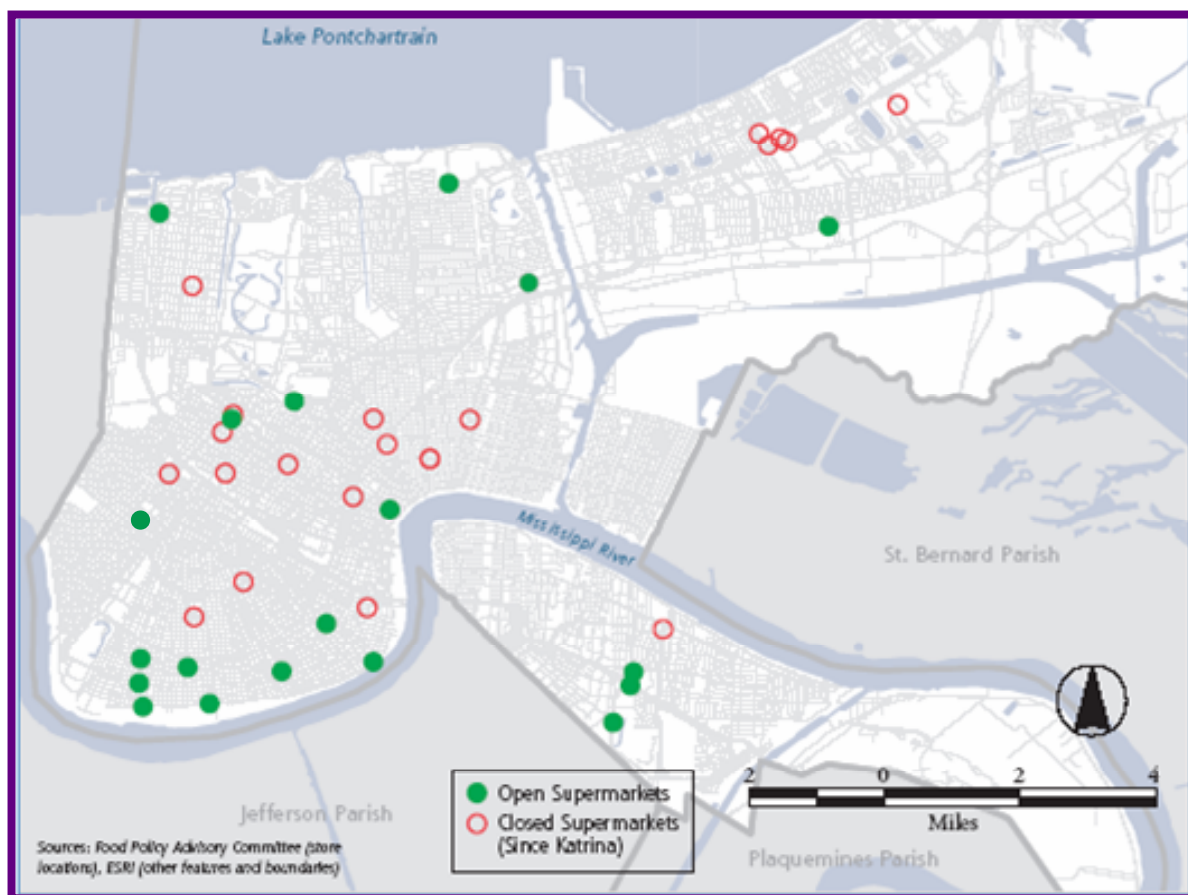 Lake Pontchartrain
Mississippi River
St. Bernard Parish
Jefferson Parish
Open Supermarkets
Closed Supermarkets
(Since Katrina)
2 0 2 4
Miles
Plaquemines Parish
Sources: Food Policy Advisory Committee (store
locations), ESRI (other features and boundaries)